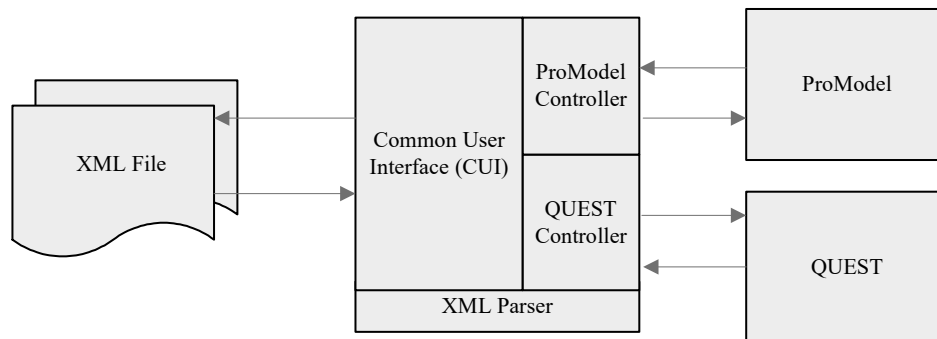 XML File
Common User
Interface (CUI)
ProModel
Controller
QUEST
Controller
XML Parser
ProModel
QUEST